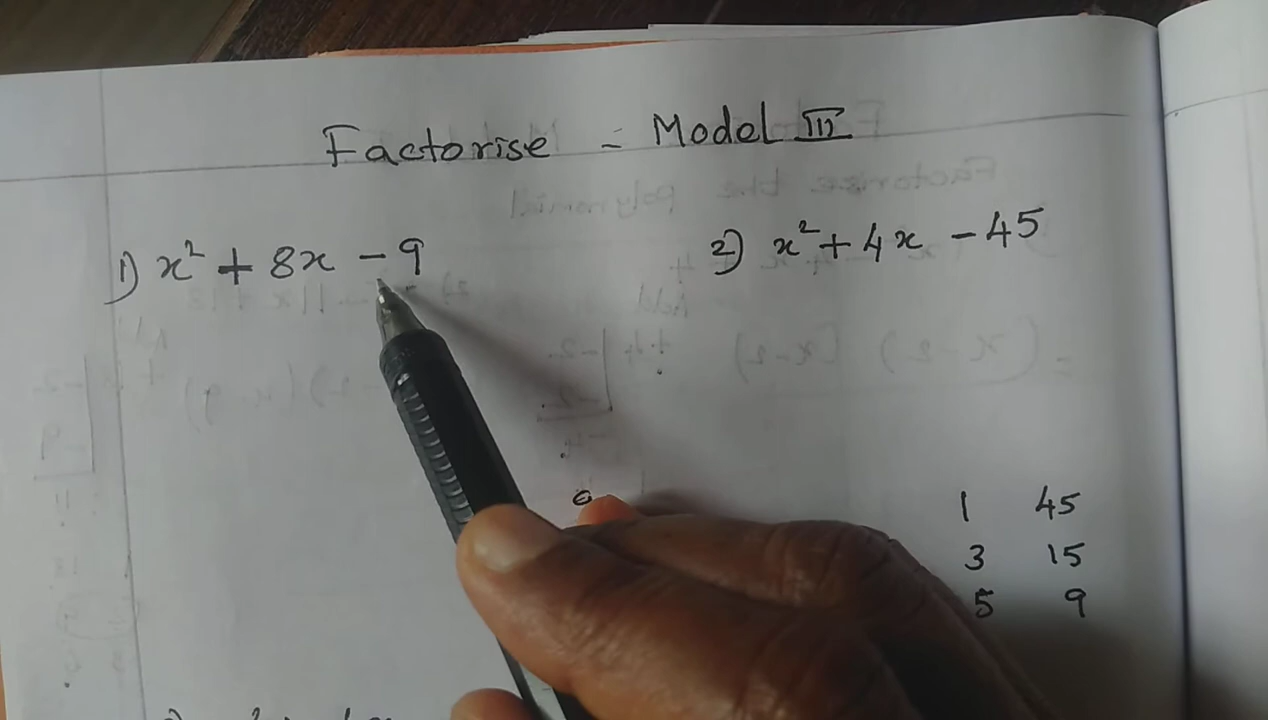 Factorise - Model III
1) x² + 8x - 9
2) x² + 4x - 45
1 45
3 15
5 9